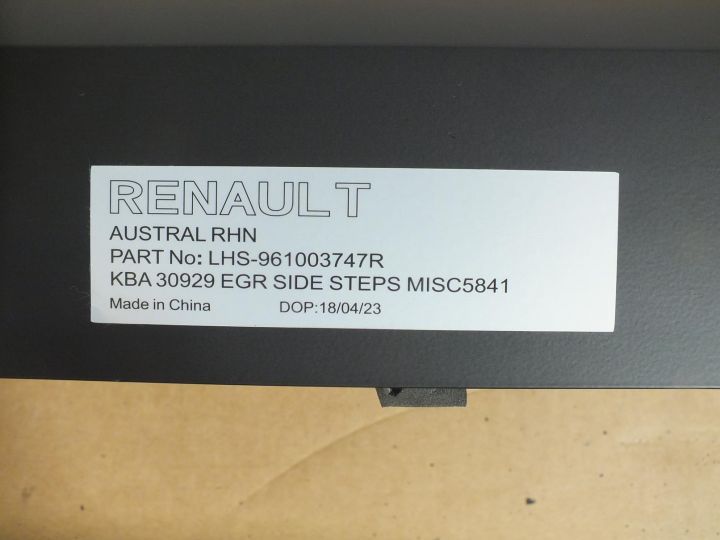 RENAULT
AUSTRAL RHN
PART No: LHS-961003747R
KBA 30929 EGR SIDE STEPS MISC5841
Made in China DOP:18/04/23